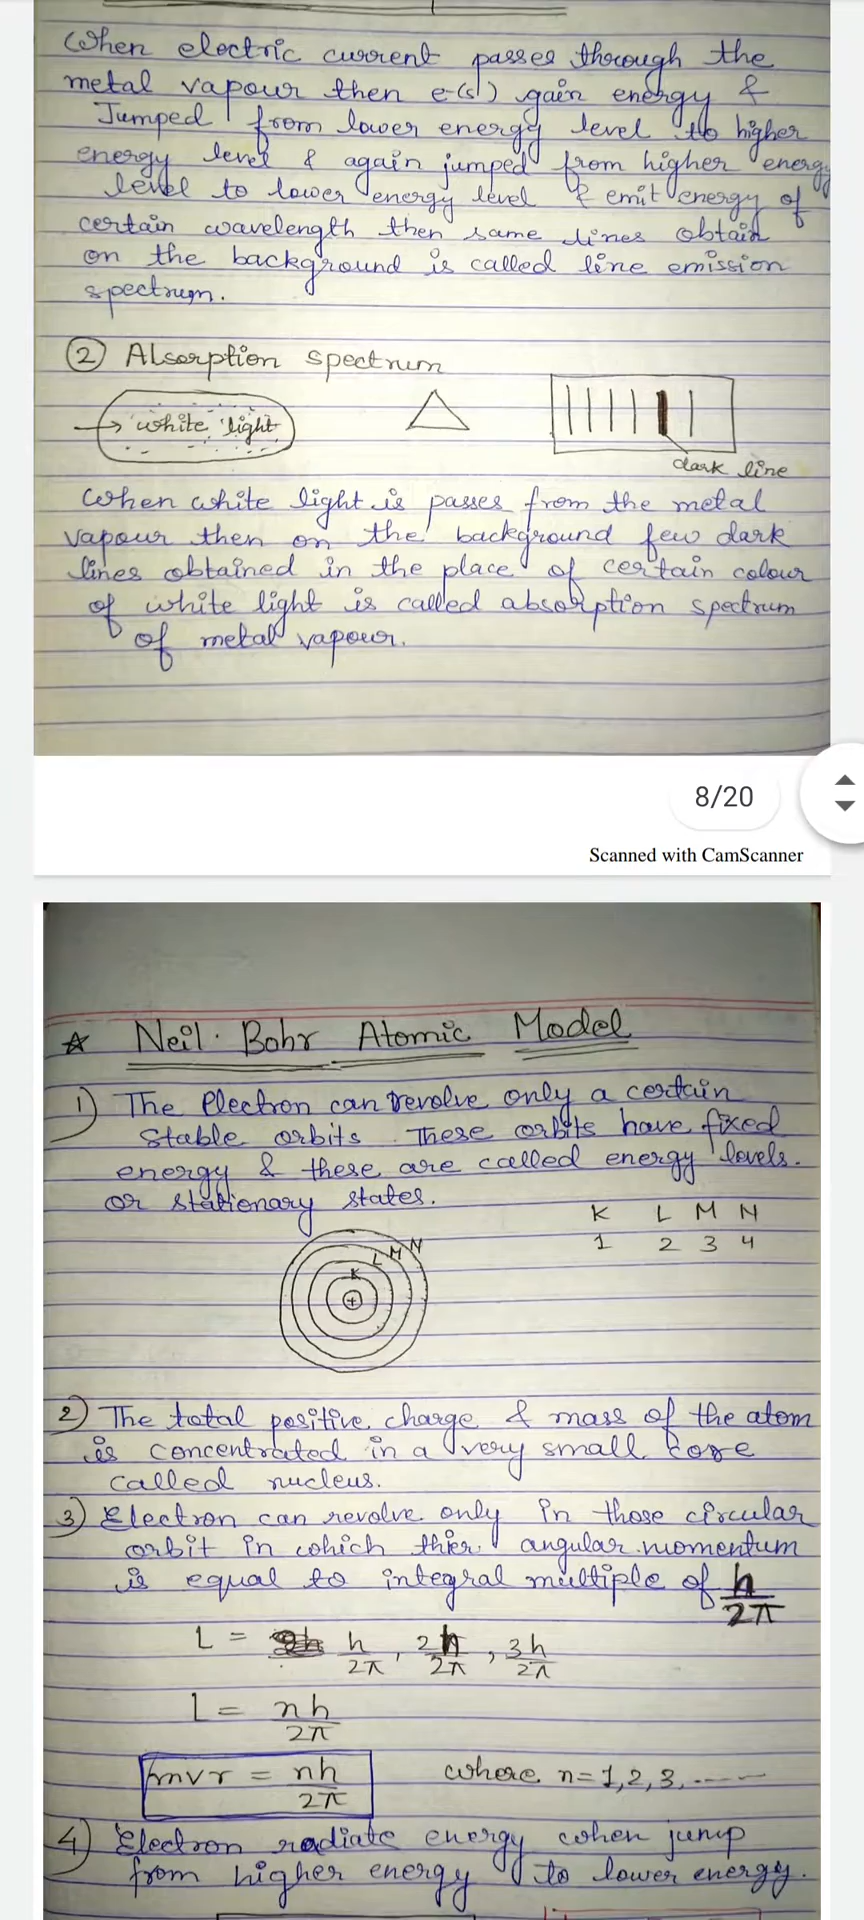 When electric current passes through the
metal vapour then e-(s) gain energy &
Jumped from lower energy level to higher
energy level & again jumped from higher energy
level to lower energy level & emit energy of
certain wavelength then same lines obtain
on the background is called line emission
spectrum.
② Alsorption spectrum
→ white light
dark line
When white light is passes from the metal
vapour then on the background few dark
lines obtained in the place of certain colour
of white light is called absorption spectrum
of metal vapour.
8/20
Scanned with CamScanner
☆ Neil. Bohr Atomic Model
1) The Electron can revolve only a certain
stable orbits. These orbits have fixed
energy & these are called energy levels.
or stationary states.
K L M N
1 2 3 4
K L M N
+
2) The total positive charge & mass of the atom
is concentrated in a very small core
called nucleus.
3) Electron can revolve only in those circular
orbit in which thier angular momentum
is equal to integral multiple of h/2π
L = h/2π, 2h/2π, 3h/2π
L = nh/2π
mvr = nh/2π where n=1,2,3,------
4) Electron radiate energy when jump
from higher energy to lower energy.